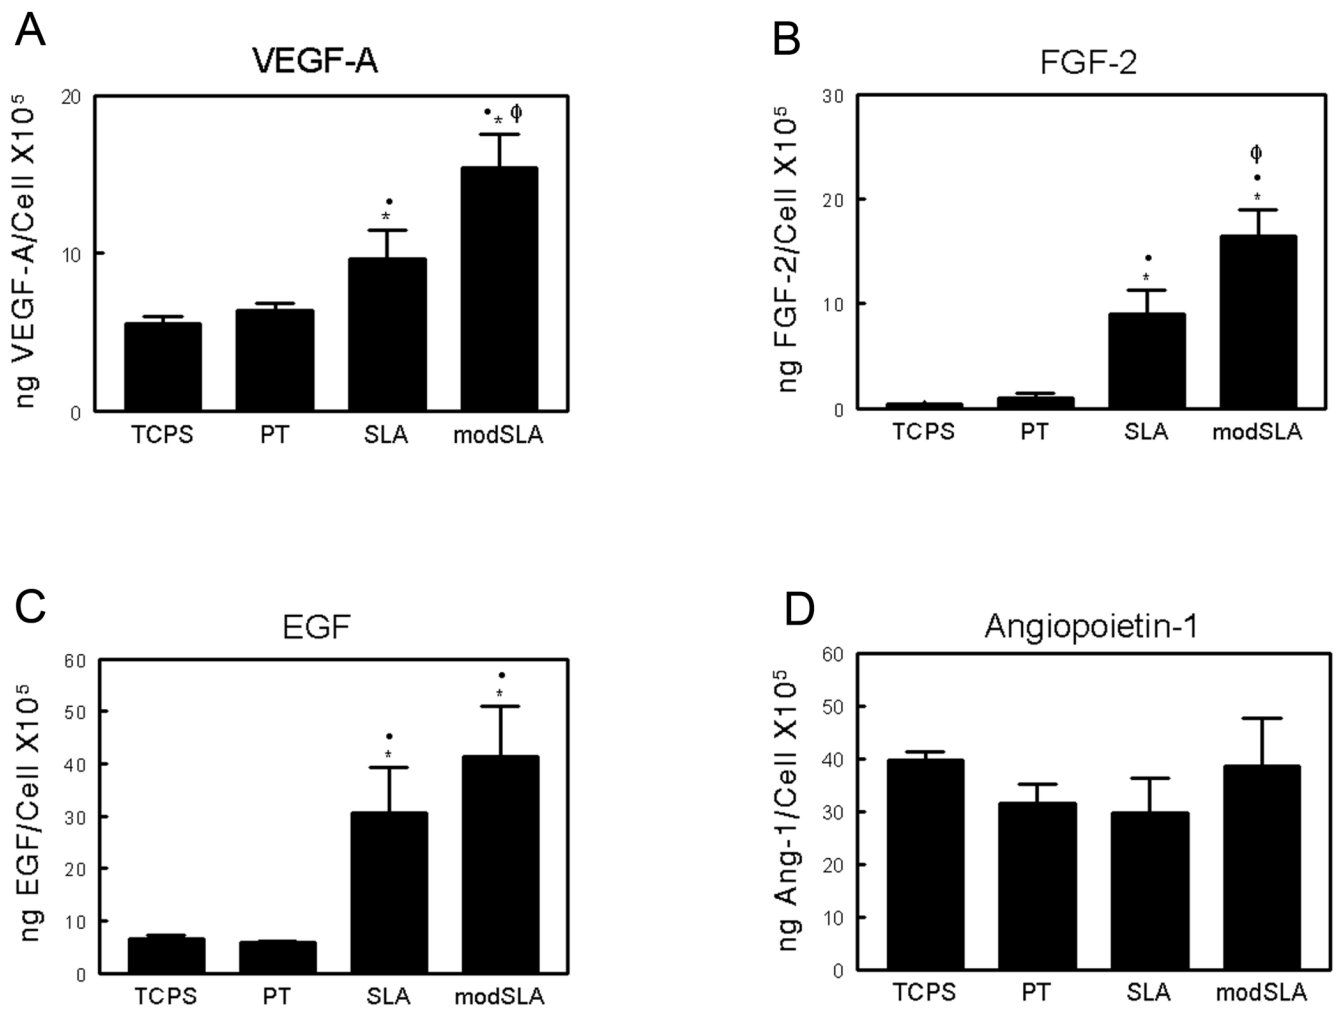 A
VEGF-A
ng VEGF-A/Cell X10⁵
20
10
0
• * ϕ
•
*
TCPS PT SLA modSLA
B
FGF-2
ng FGF-2/Cell X10⁵
30
20
10
0
ϕ
•
*
•
*
TCPS PT SLA modSLA
C
EGF
ng EGF/Cell X10⁵
60
50
40
30
20
10
0
•
*
•
*
TCPS PT SLA modSLA
D
Angiopoietin-1
ng Ang-1/Cell X10⁵
60
50
40
30
20
10
0
TCPS PT SLA modSLA